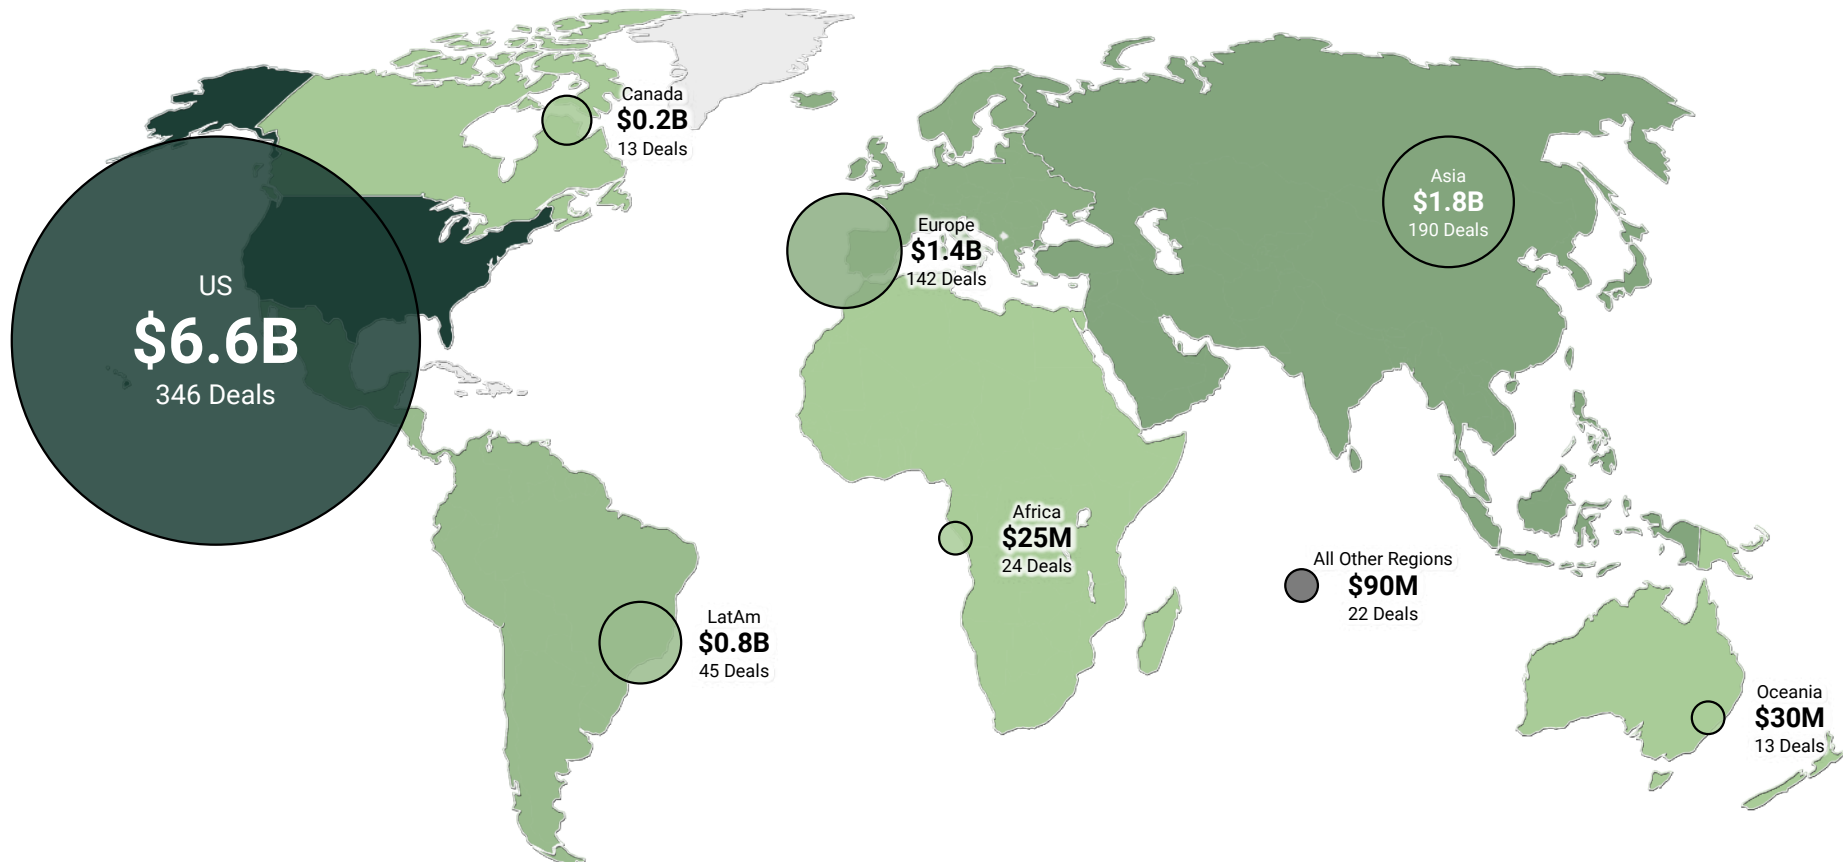 Canada
$0.2B
13 Deals
US
$6.6B
346 Deals
Europe
$1.4B
142 Deals
Asia
$1.8B
190 Deals
Africa
$25M
24 Deals
All Other Regions
$90M
22 Deals
LatAm
$0.8B
45 Deals
Oceania
$30M
13 Deals